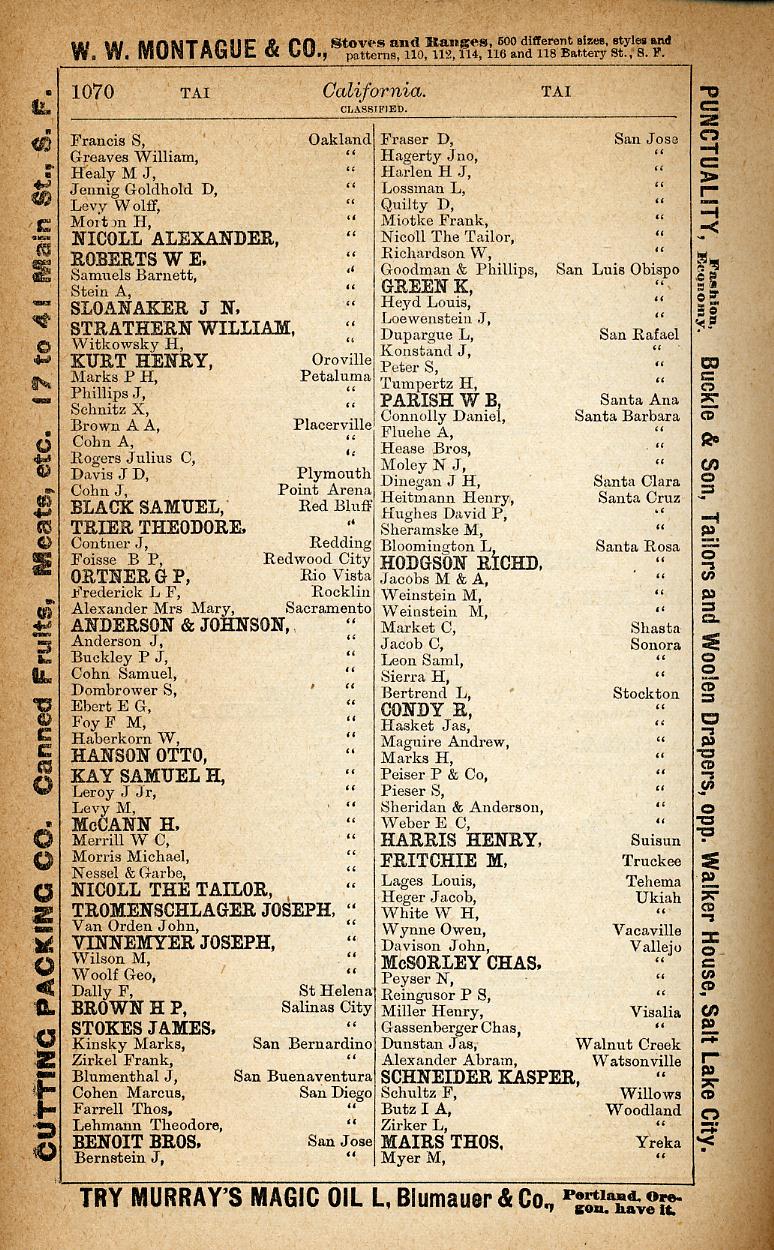 W. W. MONTAGUE & CO., Stoves and Ranges, 500 different sizes, styles and
patterns, 110, 112, 114, 116 and 118 Battery St., S. F.
1070 TAI California. TAI
CLASSIFIED.
Francis S, Oakland
Greaves William, “
Healy M J, “
Jennig Goldhold D, “
Levy Wolff, “
Morton H, “
NICOLL ALEXANDER, “
ROBERTS W E. “
Samuels Barnett, “
Stein A, “
SLOANAKER J N. “
STRATHERN WILLIAM, “
Witkowsky H, “
KURT HENRY, Oroville
Marks P H, Petaluma
Phillips J, “
Schnitz X, “
Brown A A, Placerville
Cohn A, “
Rogers Julius C, “
Davis J D, Plymouth
Cohn J, Point Arena
BLACK SAMUEL, Red Bluff
TRIER THEODORE. “
Contner J, Redding
Foisse B P, Redwood City
ORTNER G P, Rio Vista
Frederick L F, Rocklin
Alexander Mrs Mary, Sacramento
ANDERSON & JOHNSON, “
Anderson J, “
Buckley P J, “
Cohn Samuel, “
Dombrower S, “
Ebert E G, “
Foy F M, “
Haberkorn W, “
HANSON OTTO, “
KAY SAMUEL H, “
Leroy J Jr, “
Levy M, “
McCANN H. “
Merrill W C, “
Morris Michael, “
Nessel & Garbe, “
NICOLL THE TAILOR, “
TROMENSCHLAGER JOSEPH, “
Van Orden John, “
VINNEMYER JOSEPH, “
Wilson M, “
Woolf Geo, “
Dally F, St Helena
BROWN H P, Salinas City
STOKES JAMES. “
Kinsky Marks, San Bernardino
Zirkel Frank, “
Blumenthal J, San Buenaventura
Cohen Marcus, San Diego
Farrell Thos, “
Lehmann Theodore, “
BENOIT BROS. San Jose
Bernstein J, “
Fraser D, San Jose
Hagerty Jno, “
Harlen H J, “
Lossman L, “
Quilty D, “
Miotke Frank, “
Nicoll The Tailor, “
Richardson W, “
Goodman & Phillips, San Luis Obispo
GREEN K, “
Heyd Louis, “
Loewenstein J, “
Dupargue L, San Rafael
Konstand J, “
Peter S, “
Tumpertz H, “
PARISH W B, Santa Ana
Connolly Daniel, Santa Barbara
Fluehe A, “
Hease Bros, “
Moley N J, “
Dinegan J H, Santa Clara
Heitmann Henry, Santa Cruz
Hughes David P, “
Sheramske M, “
Bloomington L, Santa Rosa
HODGSON RICHD, “
Jacobs M & A, “
Weinstein M, “
Weinstein M, “
Market C, Shasta
Jacob C, Sonora
Leon Saml, “
Sierra H, “
Bertrend L, Stockton
CONDY R, “
Hasket Jas, “
Maguire Andrew, “
Marks H, “
Peiser P & Co, “
Pieser S, “
Sheridan & Anderson, “
Weber E C, “
HARRIS HENRY, Suisun
FRITCHIE M, Truckee
Lages Louis, Tehema
Heger Jacob, Ukiah
White W H, “
Wynne Owen, Vacaville
Davison John, Vallejo
McSORLEY CHAS. “
Peyser N, “
Reingusor P S, “
Miller Henry, Visalia
Gassenberger Chas, “
Dunstan Jas, Walnut Creek
Alexander Abram, Watsonville
SCHNEIDER KASPER, “
Schultz F, Willows
Butz I A, Woodland
Zirker L, “
MAIRS THOS, Yreka
Myer M, “
CUTTING PACKING CO. Canned Fruits, Meats, etc. 17 to 41 Main St., S. F.
PUNCTUALITY, Fashion, Economy. Buckle & Son, Tailors and Woolen Drapers, opp. Walker House, Salt Lake City.
TRY MURRAY'S MAGIC OIL L, Blumauer & Co., Portland, Ore-
gon. have it.